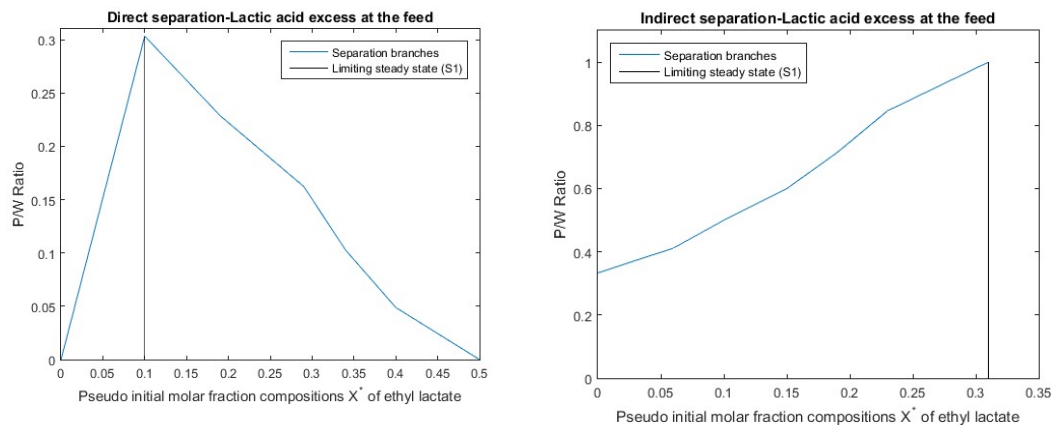 Direct separation-Lactic acid excess at the feed
Separation branches
Limiting steady state (S1)
P/W Ratio
0.3
0.25
0.2
0.15
0.1
0.05
0
0 0.1 0.1 0.2 0.2 0.3 0.3 0.4 0.4 0.5 0.5
Pseudo initial molar fraction compositions X* of ethyl lactate
Indirect separation-Lactic acid excess at the feed
Separation branches
Limiting steady state (S1)
P/W Ratio
1
0.8
0.6
0.4
0.2
0
0 0.05 0.1 0.15 0.2 0.25 0.3 0.35
Pseudo initial molar fraction compositions X* of ethyl lactate